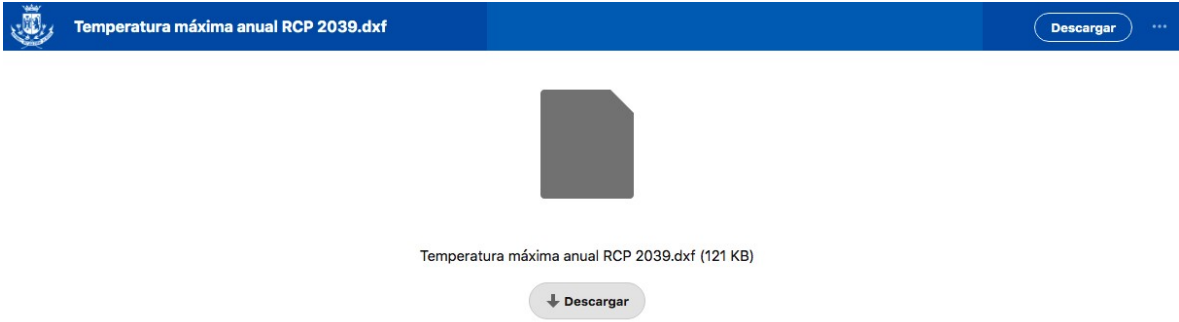 Temperatura máxima anual RCP 2039.dxf
Descargar
Temperatura máxima anual RCP 2039.dxf (121 KB)
Descargar